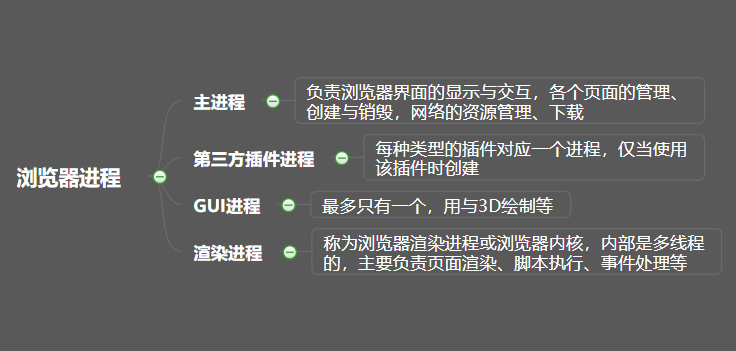 浏览器进程
主进程
负责浏览器界面的显示与交互，各个页面的管理、
创建与销毁，网络的资源管理、下载
第三方插件进程
每种类型的插件对应一个进程，仅当使用
该插件时创建
GUI进程
最多只有一个，用与3D绘制等
渲染进程
称为浏览器渲染进程或浏览器内核，内部是多线程
的，主要负责页面渲染、脚本执行、事件处理等